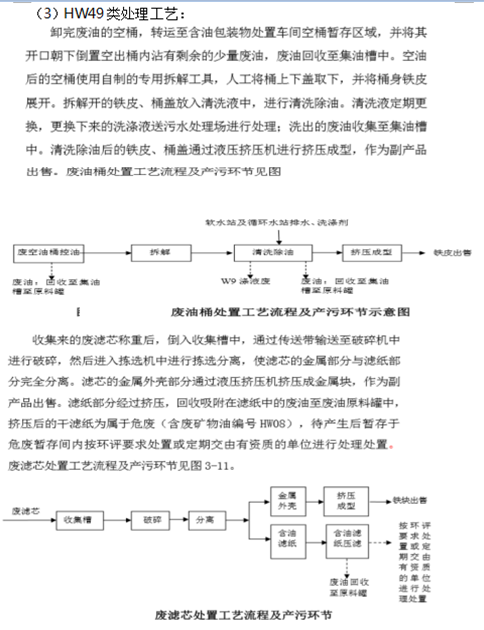 （3）HW49 类处理工艺：
卸完废油的空桶，转运至含油包装物处置车间空桶暂存区域，并将其
开口朝下倒置空出桶内沾有剩余的少量废油，废油回收至集油槽中。空油
后的空桶使用自制的专用拆解工具，人工将桶上下盖取下，并将桶身铁皮
展开。拆解开的铁皮、桶盖放入清洗液中，进行清洗除油。清洗液定期更
换，更换下来的洗涤液送污水处理场进行处理；洗出的废油收集至集油槽
中。清洗除油后的铁皮、桶盖通过液压挤压机进行挤压成型，作为副产品
出售。废油桶处置工艺流程及产污环节见图
软水站及循环水站排水、洗涤剂
废空油桶控油
拆解
清洗除油
挤压成型
铁皮出售
废油：回收至集油
槽至原料罐
W9 涤液废
废油：回收至集油
槽至原料罐
废油桶处置工艺流程及产污环节示意图
收集来的废滤芯称重后，倒入收集槽中，通过传送带输送至破碎机中
进行破碎，然后进入拣选机中进行拣选分离，使滤芯的金属部分与滤纸部
分完全分离。滤芯的金属外壳部分通过液压挤压机挤压成金属块，作为副
产品出售。滤纸部分经过挤压，回收吸附在滤纸中的废油至废油原料罐中，
挤压后的干滤纸为属于危废（含废矿物油编号 HW08），待产生后暂存于
危废暂存间内按环评要求处置或定期交由有资质的单位进行处理处置。
废滤芯处置工艺流程及产污环节见图 3-11。
废滤芯
收集槽
破碎
分离
金属
外壳
挤压
成型
铁块出售
含油
滤纸
含油滤
纸压滤
按环评
要求处
置或定
期交由
有资质
的单位
进行处
理处置
废油回收
至原料罐
废滤芯处置工艺流程及产污环节